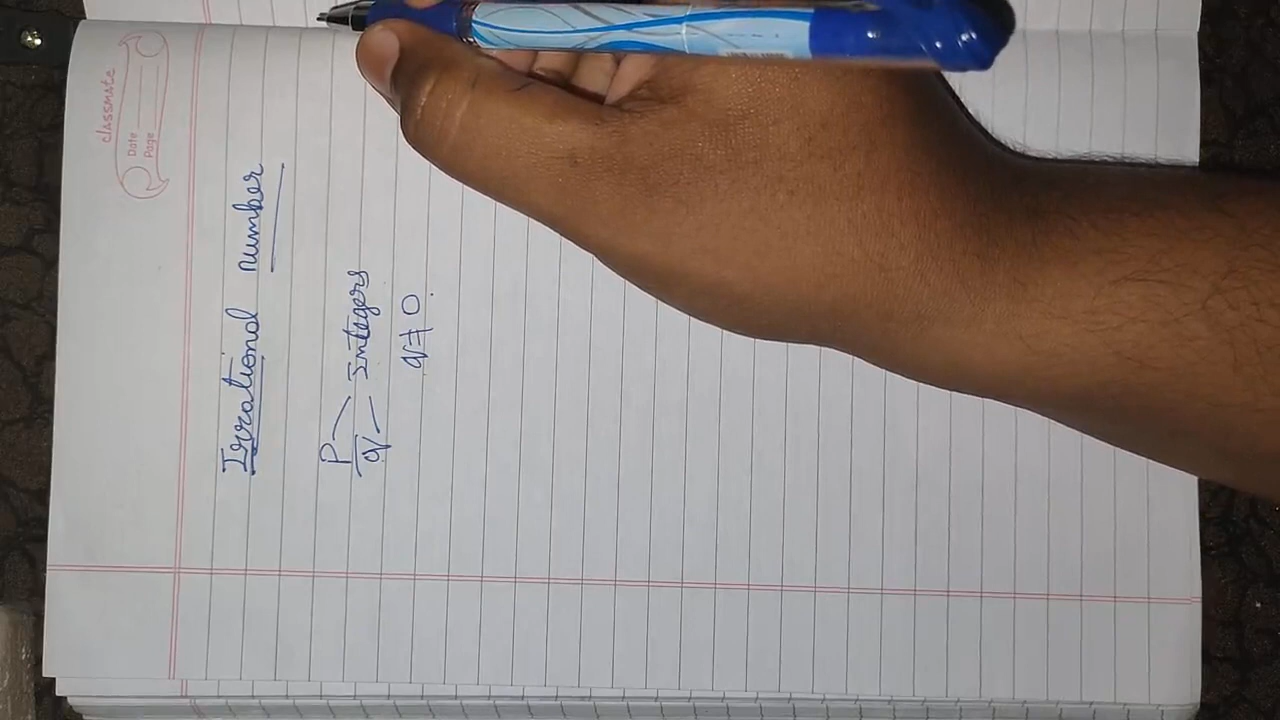 classmate
Date
Page
Irrational number
P/q Integers
q ≠ 0